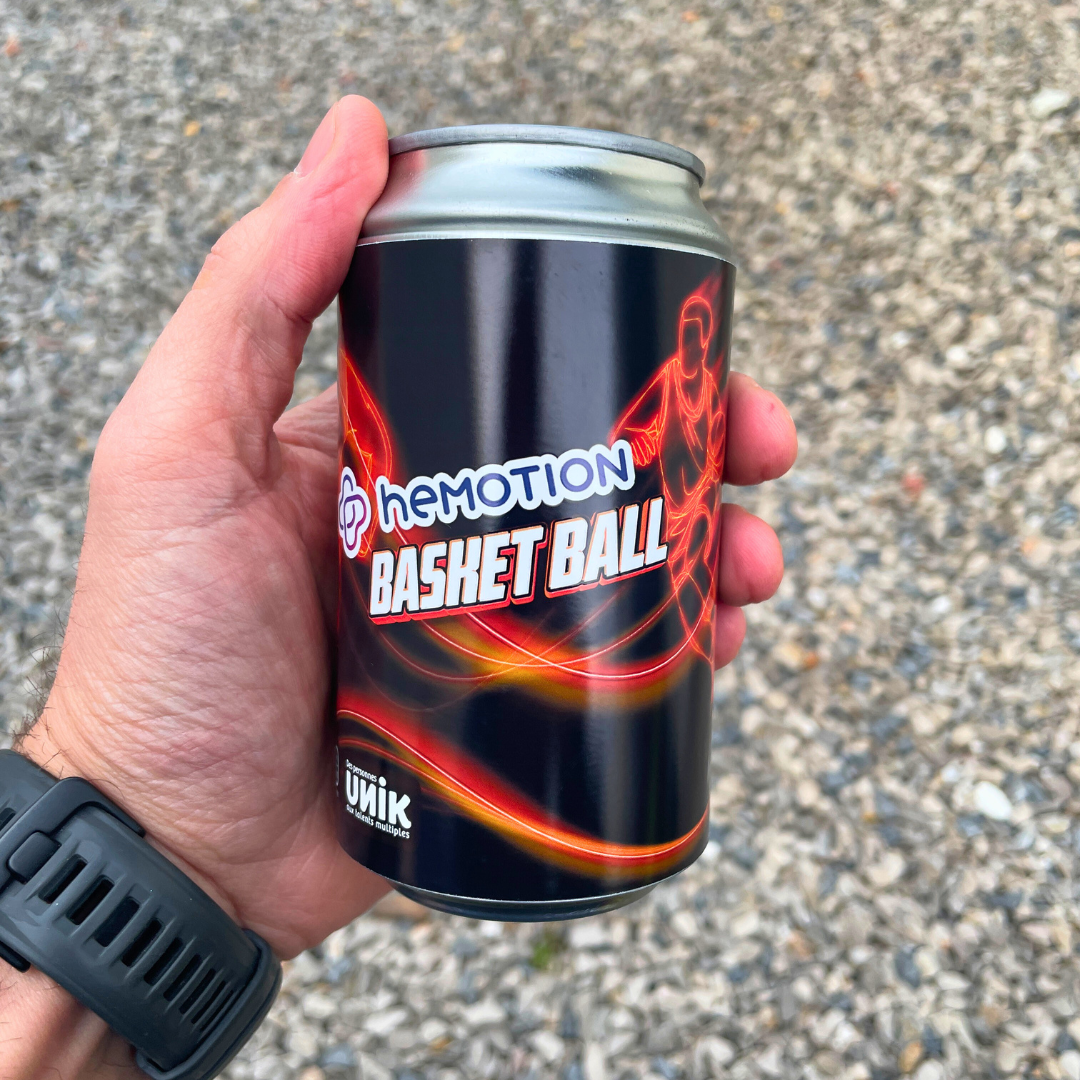 heMOTION
BASKET BALL
Des personnes
UNiK
aux talents multiples